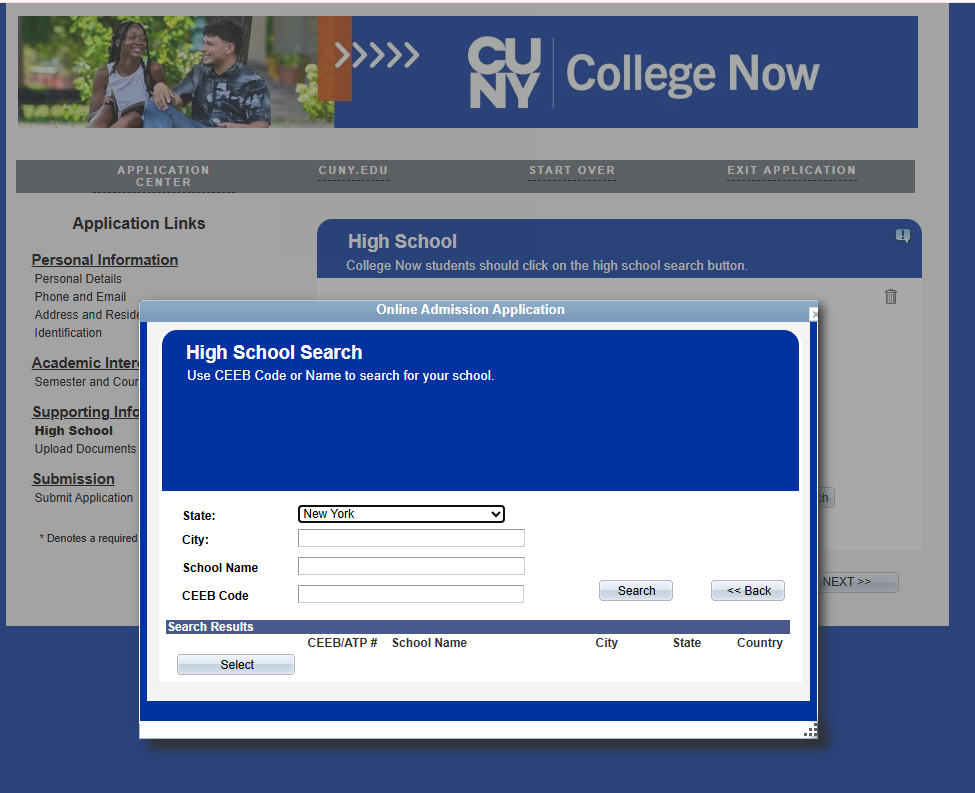 CUNY
College Now
APPLICATION CENTER
CUNY.EDU
START OVER
EXIT APPLICATION
Application Links
Personal Information
Personal Details
Phone and Email
Address and Reside
Identification
Academic Inter
Semester and Cour
Supporting Info
High School
Upload Documents
Submission
Submit Application
* Denotes a required
High School
College Now students should click on the high school search button.
ch
NEXT >>
Online Admission Application
x
High School Search
Use CEEB Code or Name to search for your school.
State:
New York
City:
School Name
CEEB Code
Search
<< Back
Search Results
CEEB/ATP # School Name City State Country
Select